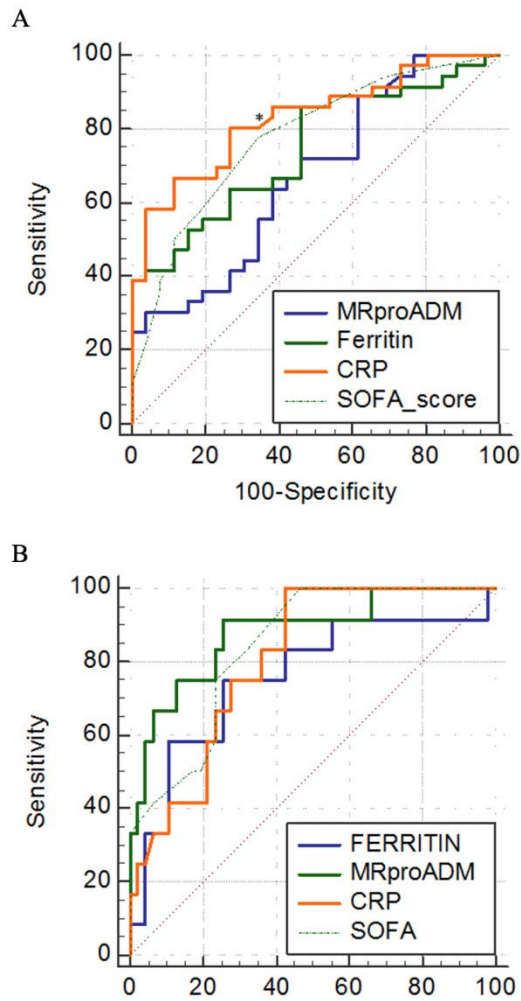 A
100
80
60
40
20
0
Sensitivity
*
MRproADM
Ferritin
CRP
SOFA_score
0 20 40 60 80 100
100-Specificity
B
100
80
60
40
20
0
Sensitivity
FERRITIN
MRproADM
CRP
SOFA
0 20 40 60 80 100